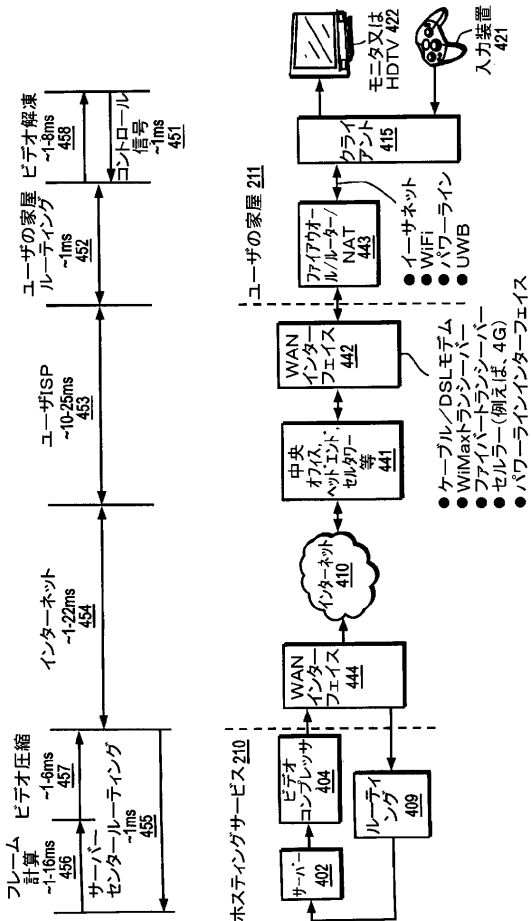 フレーム
計算
~1-16ms
456
ビデオ圧縮
~1-6ms
457
サーバー
センタールーティング
~1ms
455
インターネット
~1-22ms
454
ユーザISP
~10-25ms
453
ユーザの家屋
ルーティング
~1ms
452
ビデオ解凍
~1-8ms
458
コントロール
信号
~1ms
451
ホスティングサービス210
サーバー
402
ビデオ
コンプレッサ
404
ルーティ
ング
409
WAN
インター
フェイス
444
インターネット
410
中央
オフィス,
ヘッドエンド,
セルタワー
等
441
WAN
インター
フェイス
442
●ケーブル/DSLモデム
●WiMaxトランシーバー
●ファイバートランシーバー
●セルラー(例えば、4G)
●パワーラインインターフェイス
ユーザの家屋 211
ファイアウオー
ル/ルーター/
NAT
443
●イーサネット
●WiFi
●パワーライン
●UWB
クライ
アント
415
モニタ又は
HDTV 422
入力装置
421